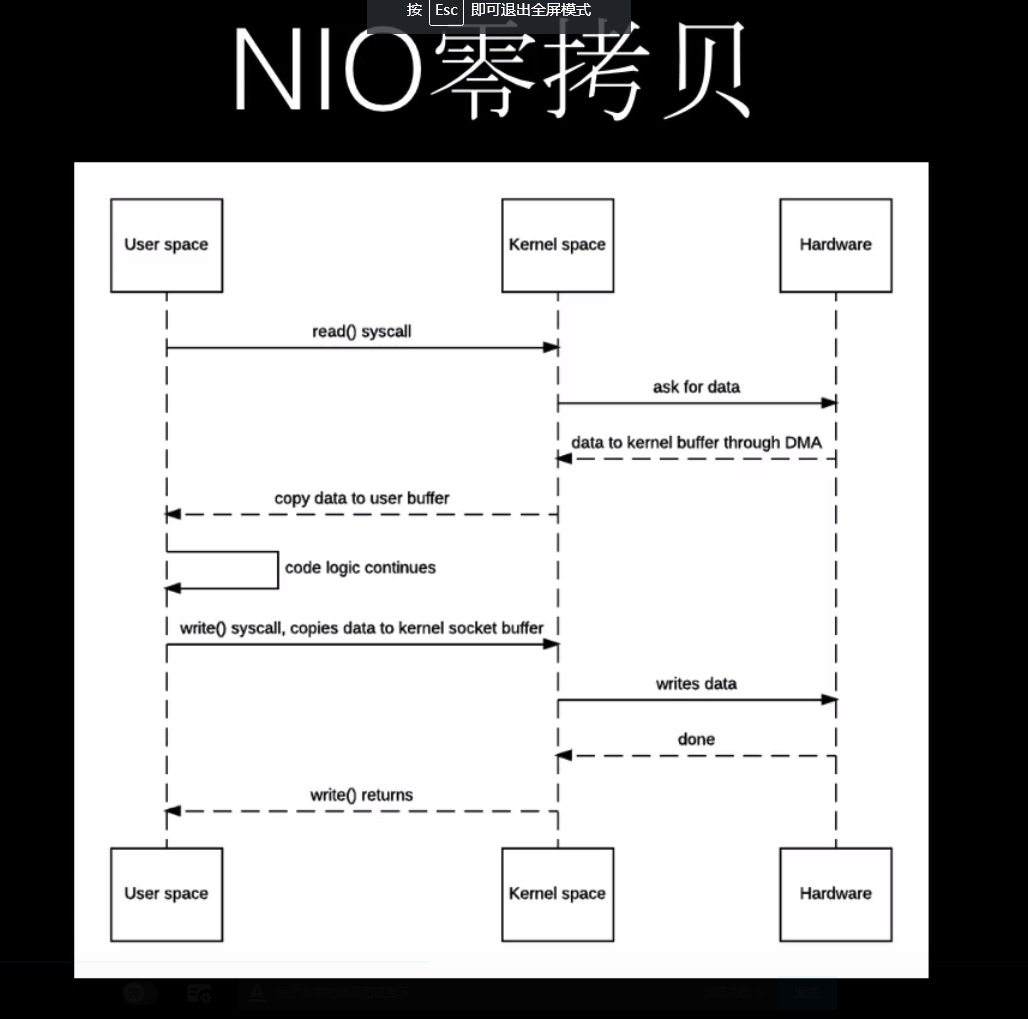 按 Esc 即可退出全屏模式
NIO零拷贝
User space
Kernel space
Hardware
read() syscall
ask for data
data to kernel buffer through DMA
copy data to user buffer
code logic continues
write() syscall, copies data to kernel socket buffer
writes data
done
write() returns
User space
Kernel space
Hardware